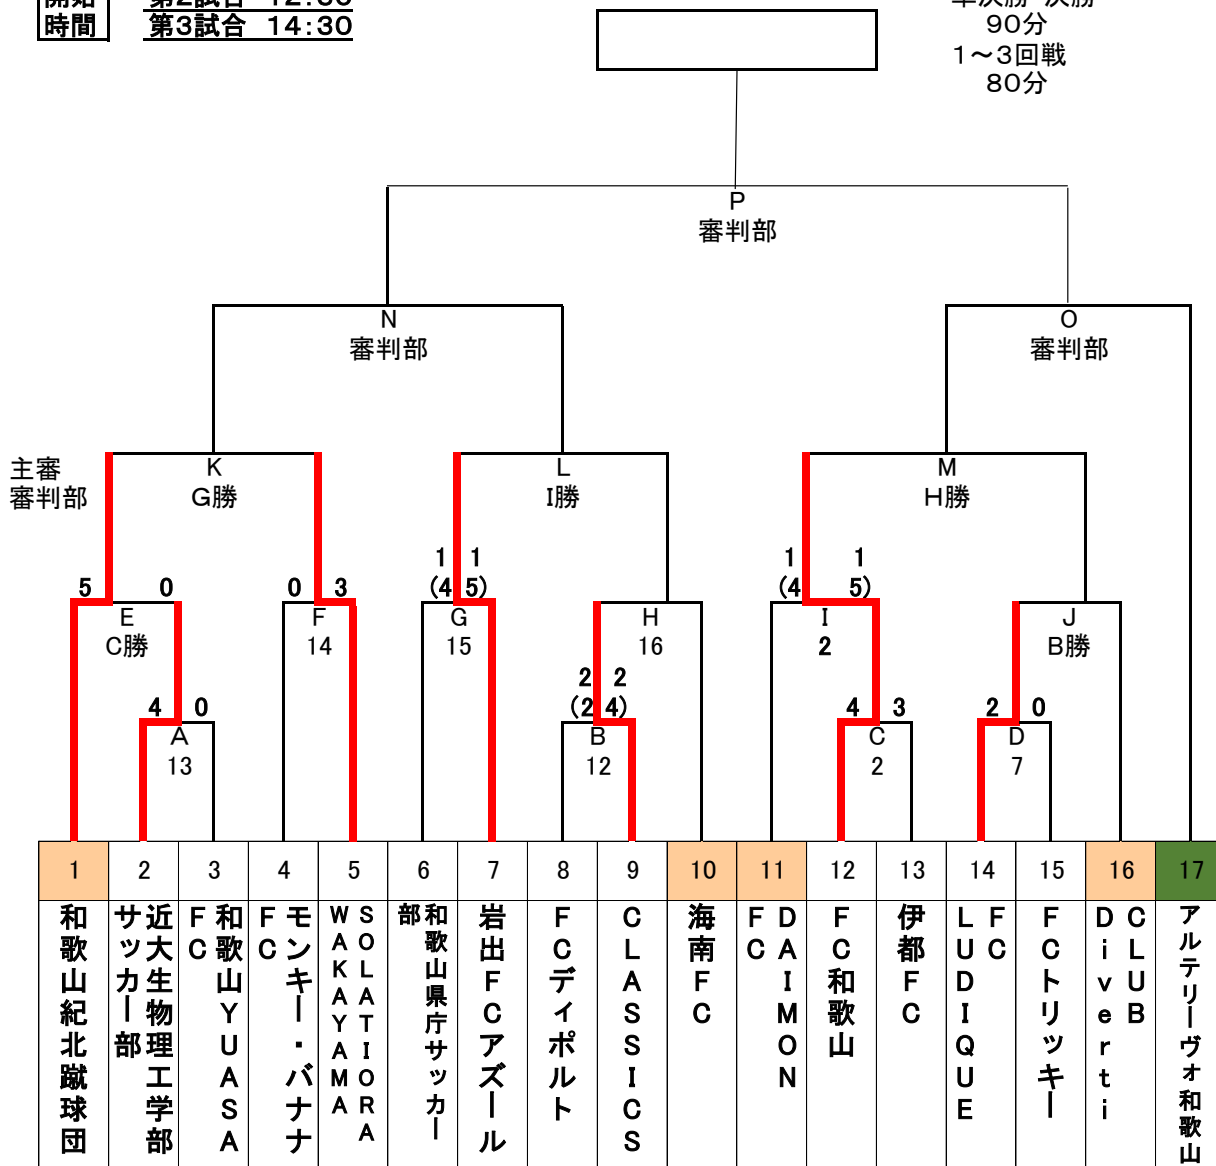 第3試合 14:30
時間
90分
1~3回戦
80分
P
審判部
N
審判部
O
審判部
主審
審判部
K
G勝
L
I勝
M
H勝
1 1
(4 5)
1 1
(4 5)
5 0
0 3
E
C勝
F
14
G
15
H
16
I
2
J
B勝
2 2
(2 4)
4 0
4 3
2 0
A
13
B
12
C
2
D
7
1 2 3 4 5 6 7 8 9 10 11 12 13 14 15 16 17
和歌山紀北蹴球団
近大生物理工学部
サッカー部
和歌山YUASA
FC
モンキー・バナナ
FC
SOLATIORA
WAKAYAMA
和歌山県庁サッカー
部
岩出FCアズール
FCディポルト
CLASSICS
海南FC
DAIMON
FC
FC和歌山
伊都FC
FC
LUDIQUE
FCトリッキー
CLUB
Diverti
アルテリーヴォ和歌山